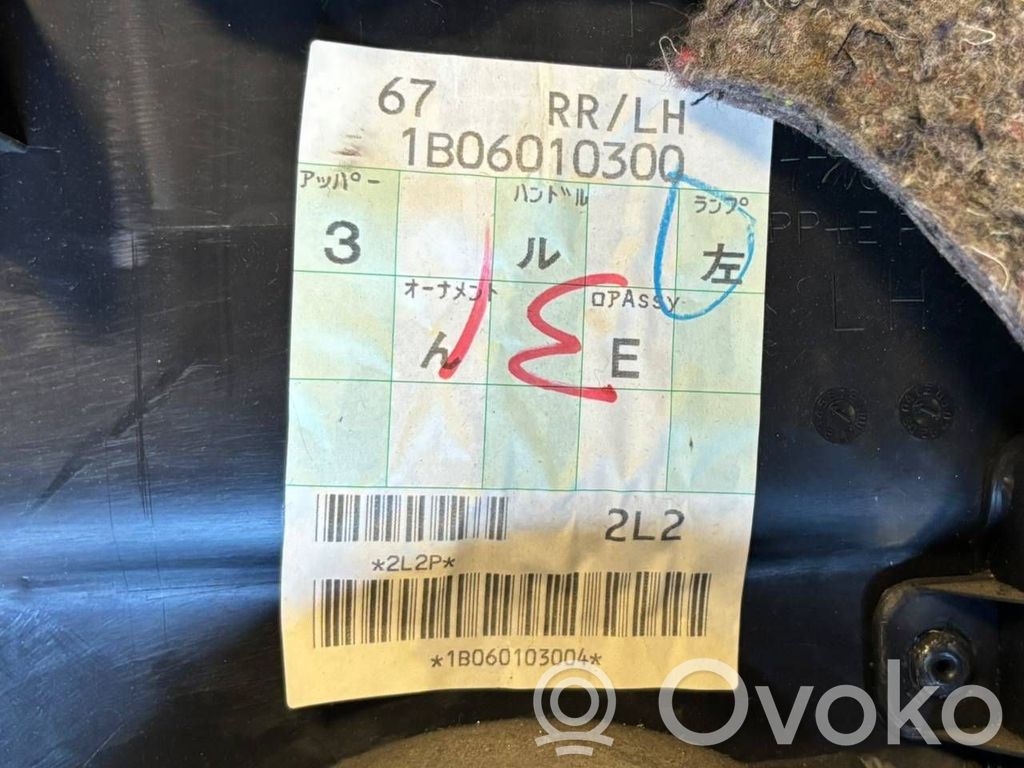 67 RR/LH
1B06010300
アッパー ハンドﾞル ランプ
3 ル 左
オーナメント ロアAssy
ん E
2L2
*2L2P*
*1B060103004*
Ovoko